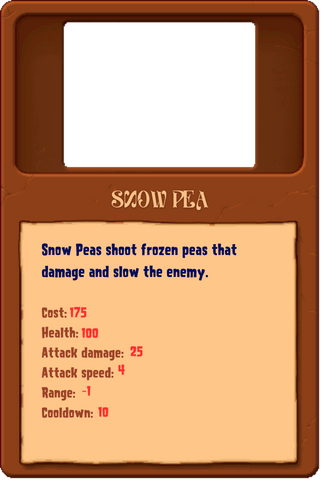 SNOW PEA
Snow Peas shoot frozen peas that
damage and slow the enemy.
Cost: 175
Health: 100
Attack damage: 25
Attack speed: 4
Range: -1
Cooldown: 10